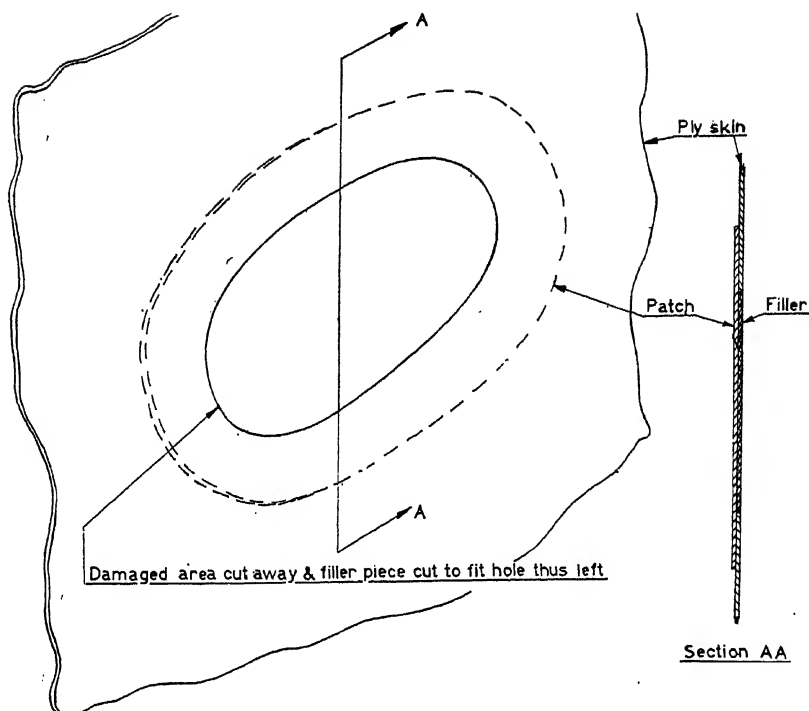 A
Ply skin
Patch
Filler
A
Damaged area cut away & filler piece cut to fit hole thus left
Section AA